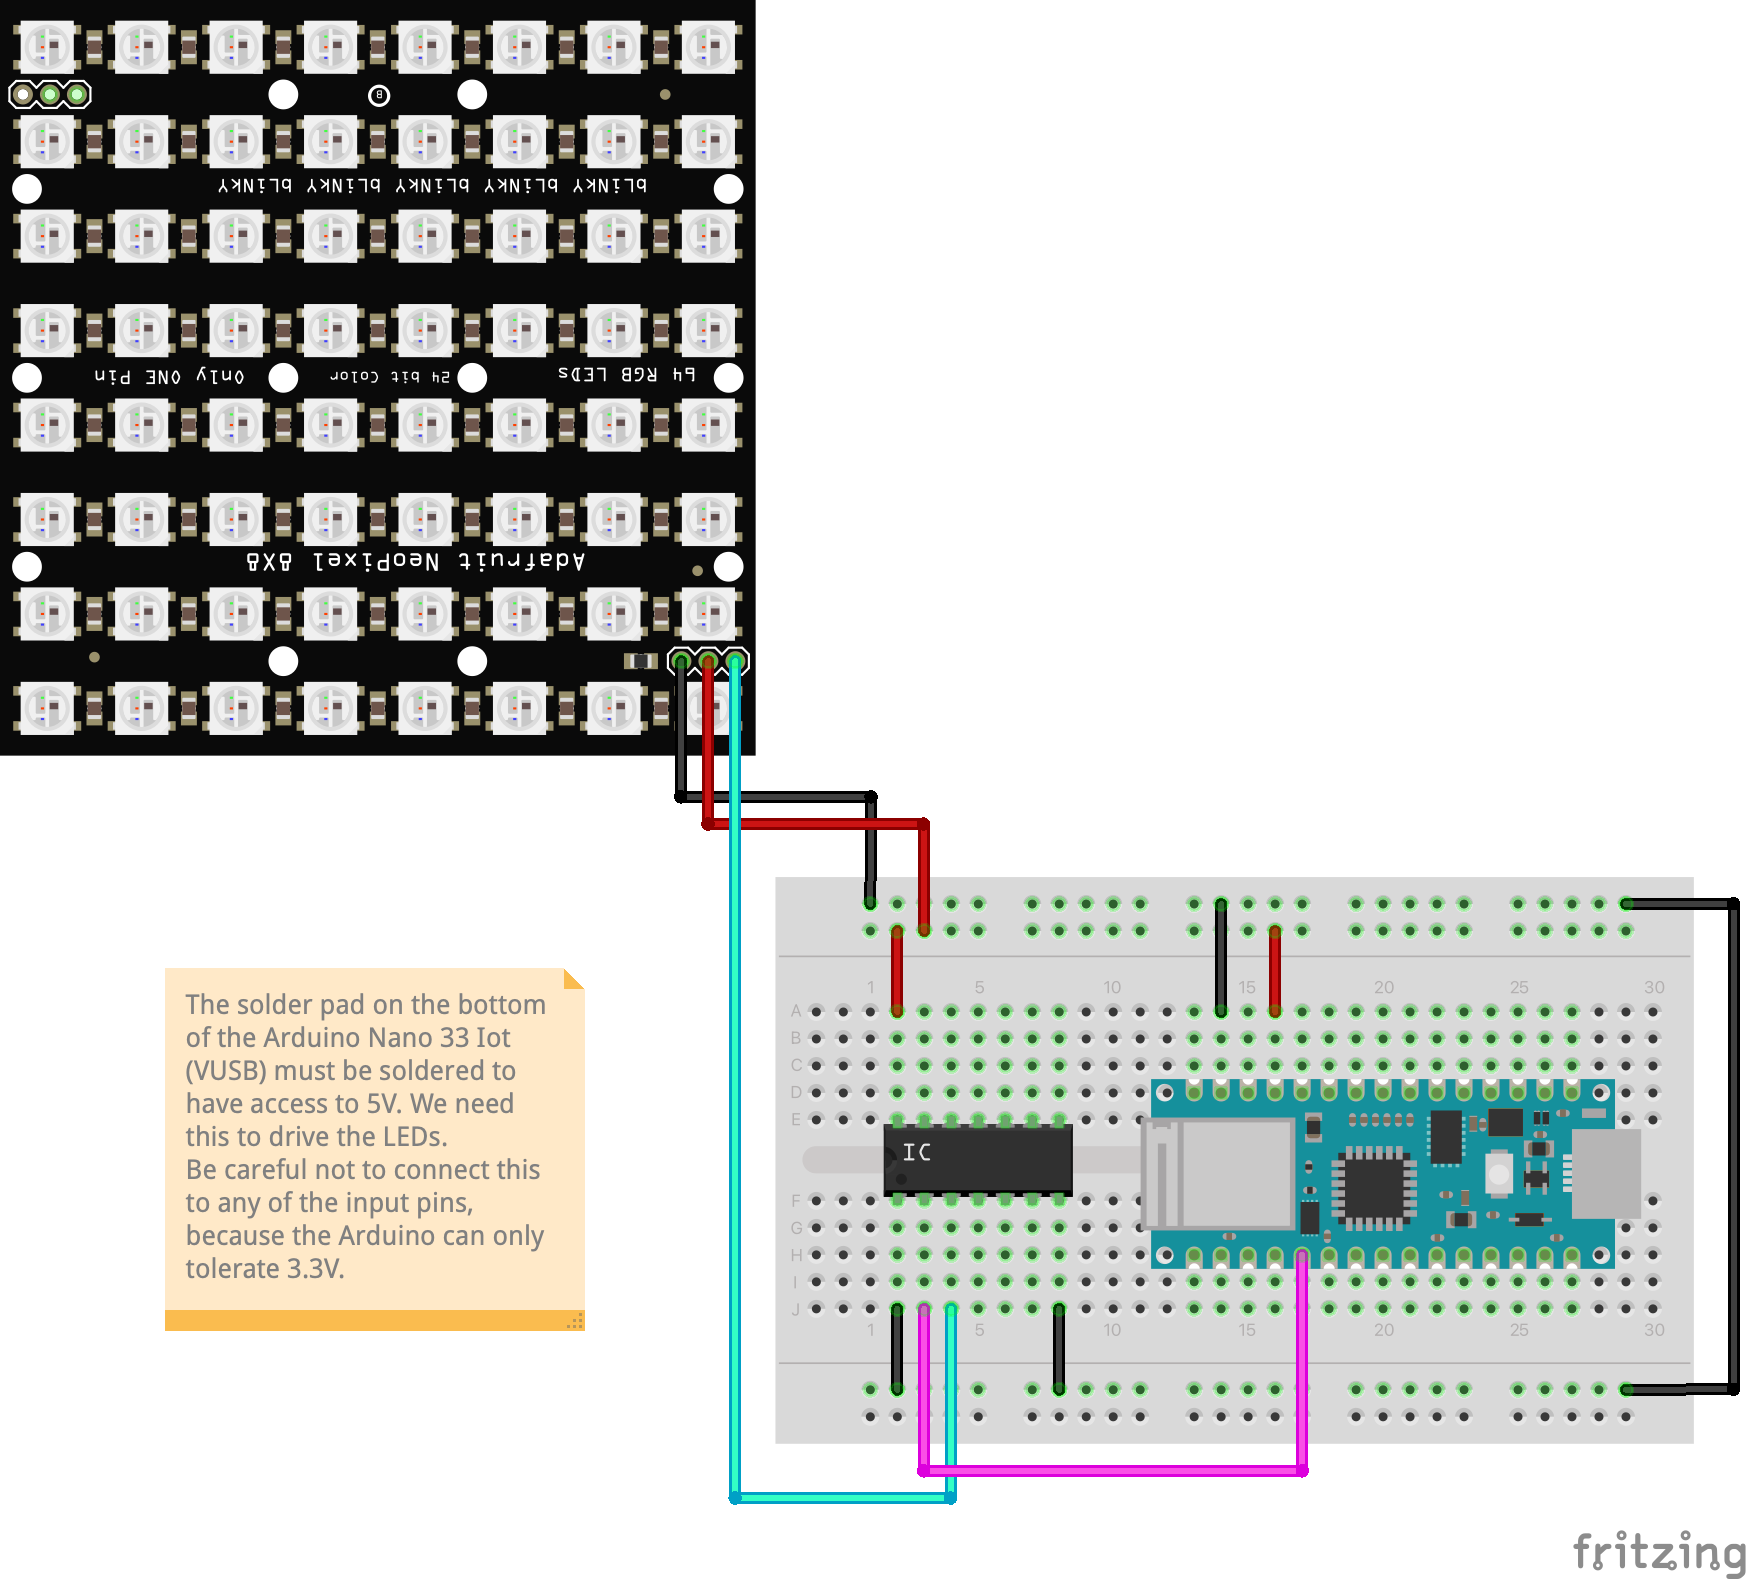 8
bLiNKY bLiNKY bLiNKY bLiNKY bLiNKY
64 RGB LEDs 24 bit Color Only ONE Pin
Adafruit NeoPixel 8X8
The solder pad on the bottom
of the Arduino Nano 33 Iot
(VUSB) must be soldered to
have access to 5V. We need
this to drive the LEDs.
Be careful not to connect this
to any of the input pins,
because the Arduino can only
tolerate 3.3V.
1 5 10 15 20 25 30
A
B
C
D
E
IC
F
G
H
I
J
1 5 10 15 20 25 30
fritzing